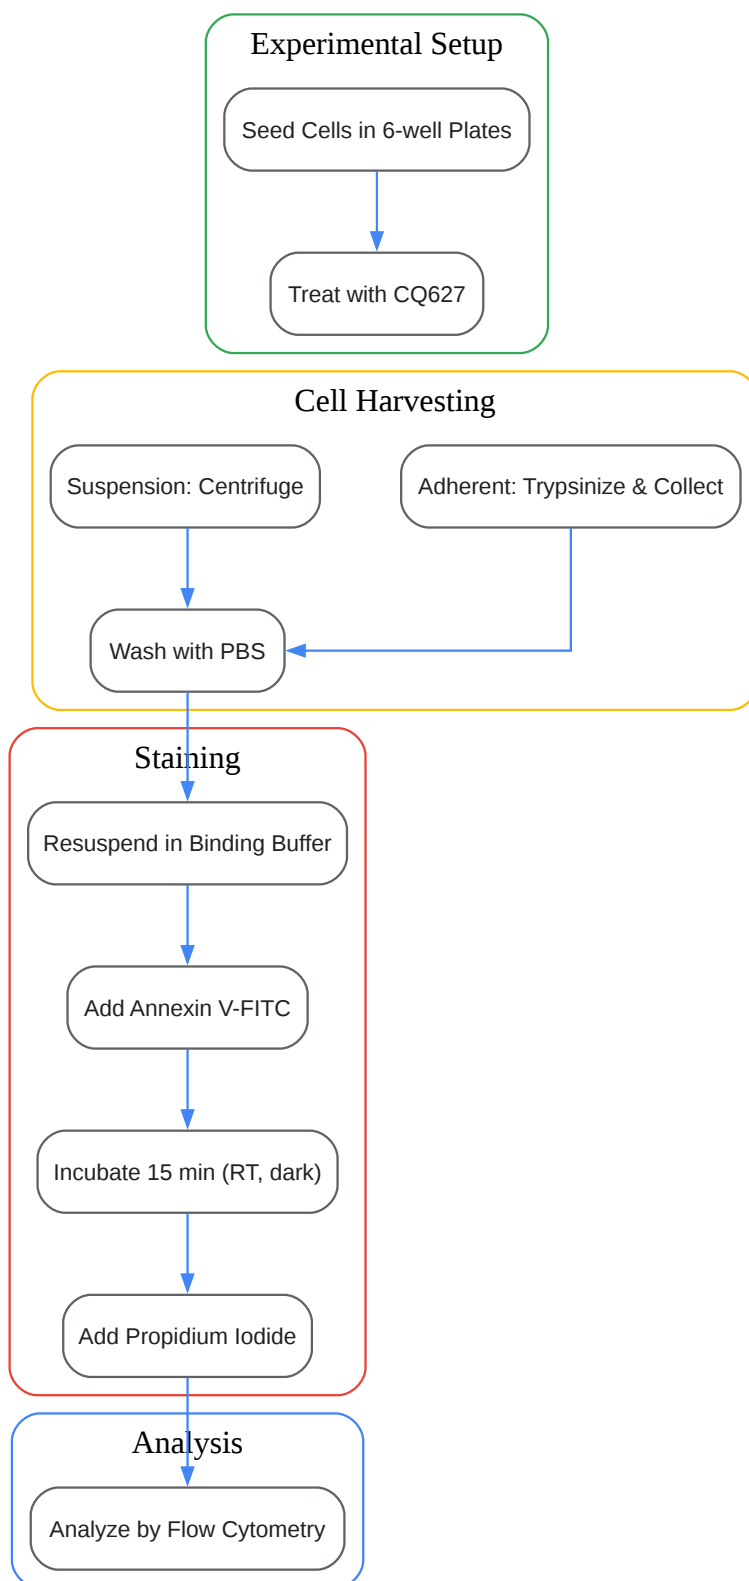 Experimental Setup
Seed Cells in 6-well Plates
Treat with CQ627
Cell Harvesting
Suspension: Centrifuge
Adherent: Trypsinize & Collect
Wash with PBS
Staining
Resuspend in Binding Buffer
Add Annexin V-FITC
Incubate 15 min (RT, dark)
Add Propidium Iodide
Analysis
Analyze by Flow Cytometry